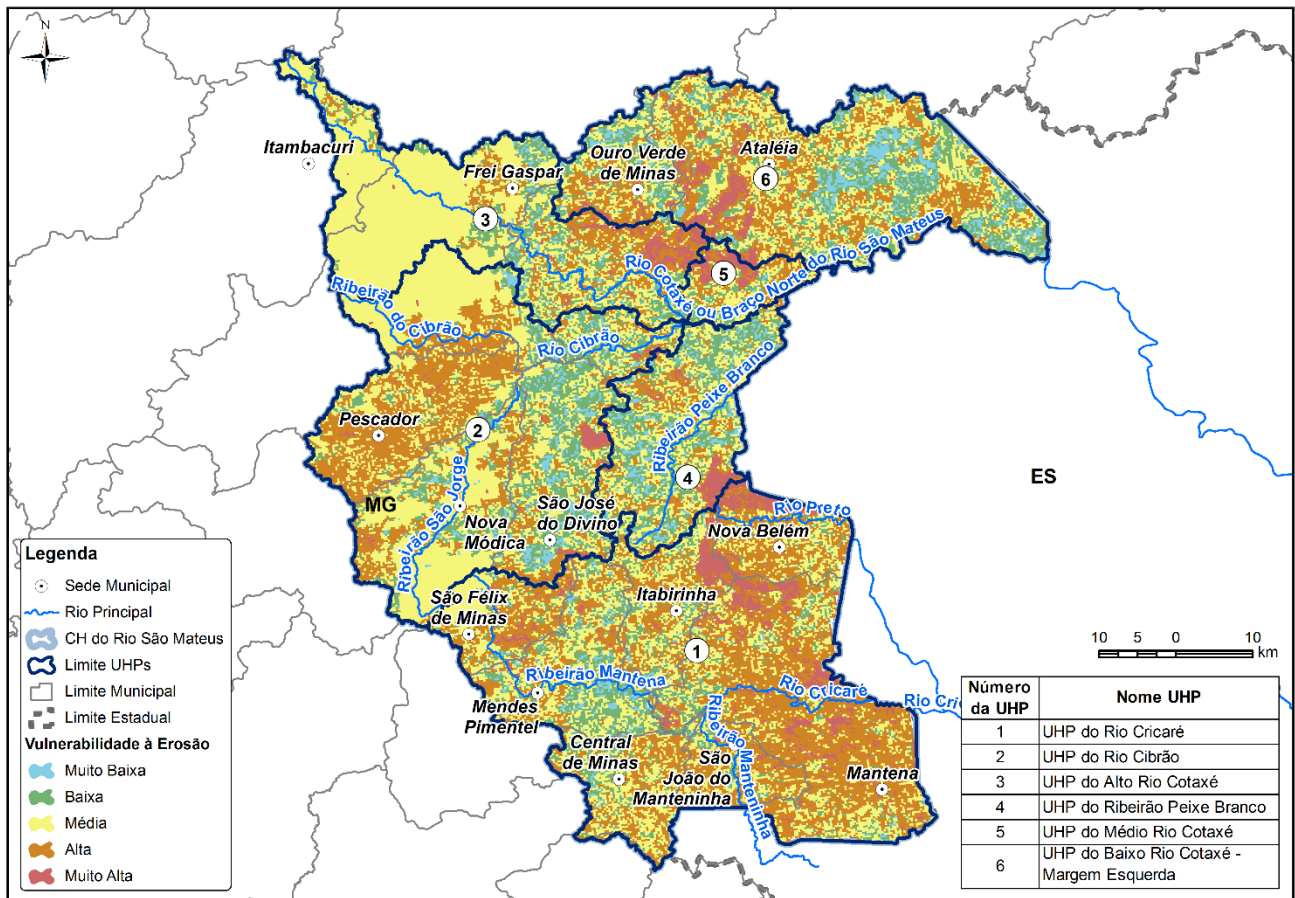 N
Itambacuri
Frei Gaspar
Ouro Verde
de Minas
Ataléia
6
3
5
Rio Cotaxé ou Braço Norte do Rio São Mateus
Ribeirão do Cibrão
Rio Cibrão
Ribeirão Peixe Branco
Pescador
2
4
ES
MG
Ribeirão São Jorge
Nova
Módica
São José
do Divino
Rio Preto
Nova Belém
São Félix
de Minas
Itabirinha
1
Ribeirão Mantena
Rio Cricaré
Rio Cri
Mendes
Pimentel
Ribeirão Manteninha
Central
de Minas
São
João do
Manteninha
Mantena
Legenda
Sede Municipal
Rio Principal
CH do Rio São Mateus
Limite UHPs
Limite Municipal
Limite Estadual
Vulnerabilidade à Erosão
Muito Baixa
Baixa
Média
Alta
Muito Alta
10 5 0 10
km
Número da UHP Nome UHP
1 UHP do Rio Cricaré
2 UHP do Rio Cibrão
3 UHP do Alto Rio Cotaxé
4 UHP do Ribeirão Peixe Branco
5 UHP do Médio Rio Cotaxé
6 UHP do Baixo Rio Cotaxé -
Margem Esquerda